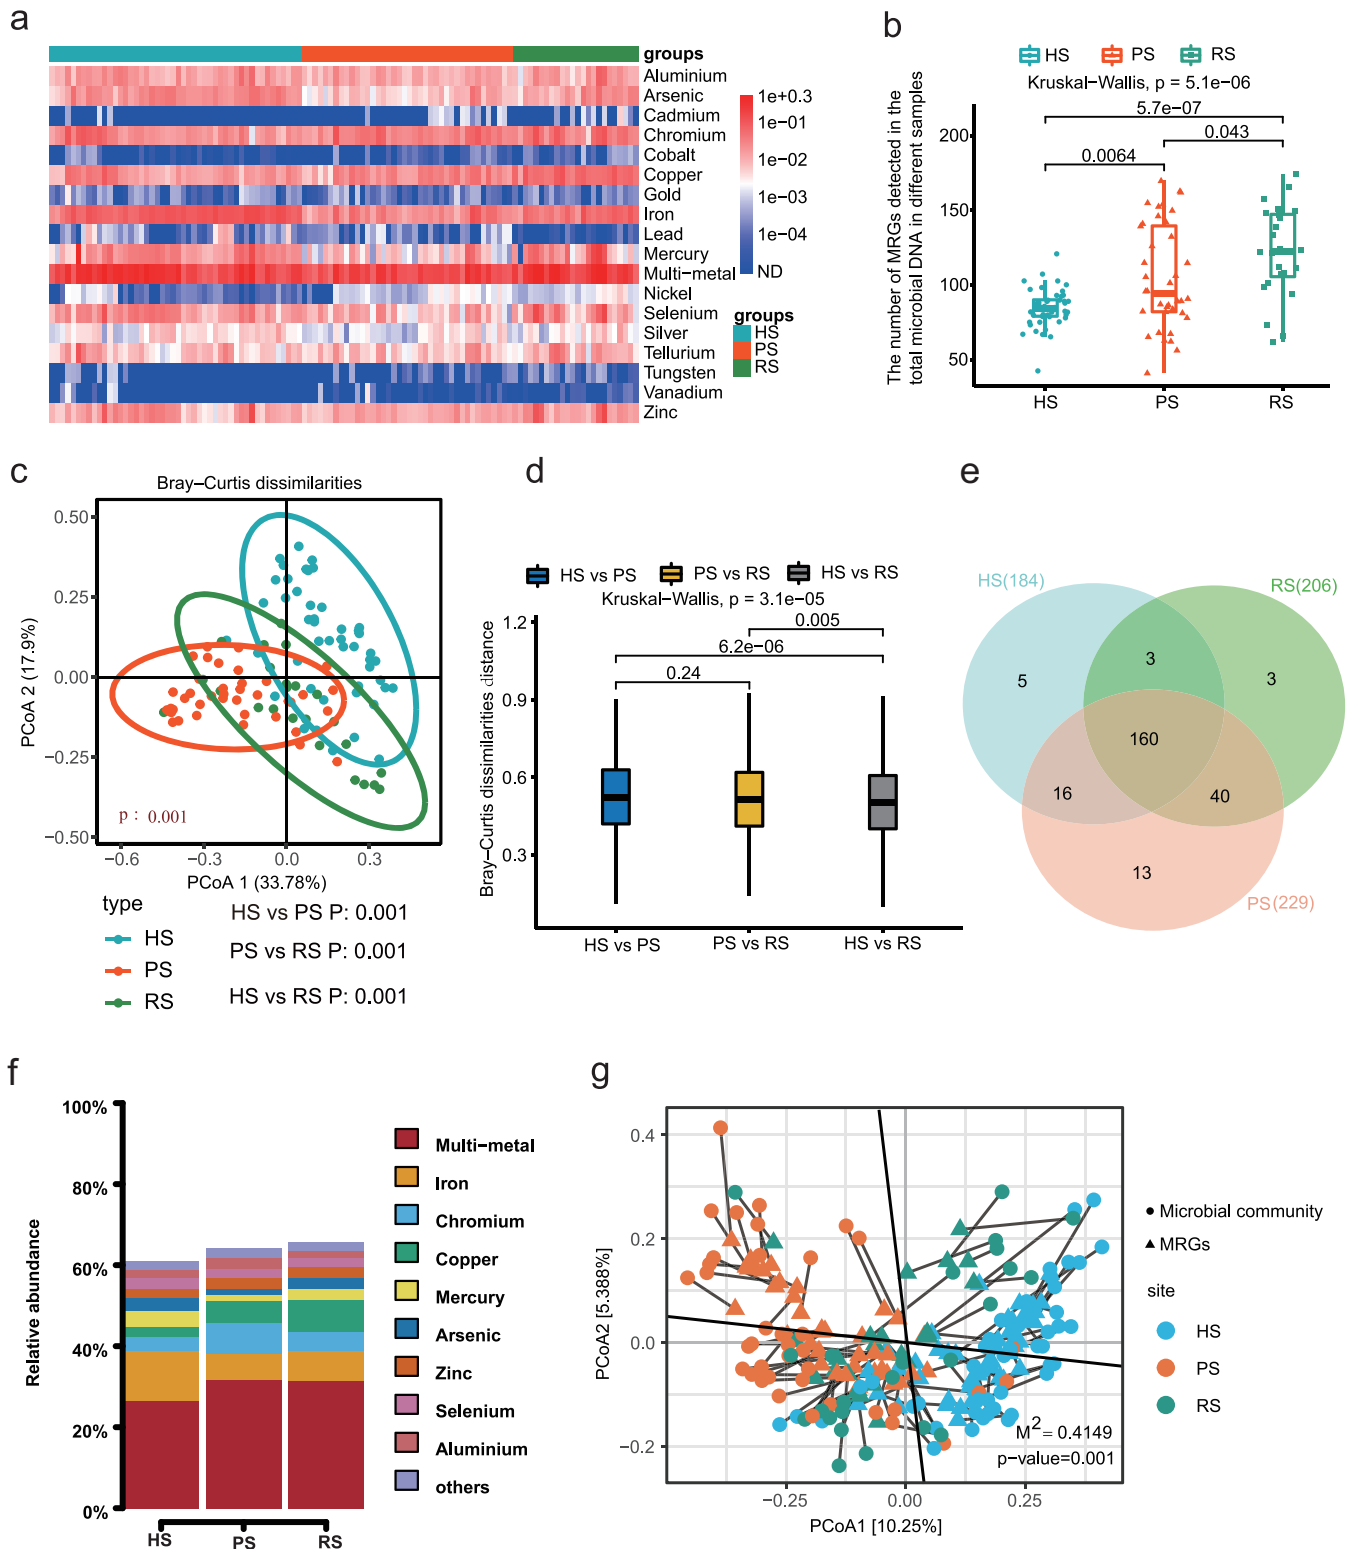 a
groups
Aluminium
Arsenic
Cadmium
Chromium
Cobalt
Copper
Gold
Iron
Lead
Mercury
Multi-metal
Nickel
Selenium
Silver
Tellurium
Tungsten
Vanadium
Zinc
1e+0.3
1e-01
1e-02
1e-03
1e-04
ND
groups
HS
PS
RS
b
HS PS RS
Kruskal-Wallis, p = 5.1e-06
5.7e-07
0.043
0.0064
The number of MRGs detected in the
total microbial DNA in different samples
200
150
100
50
HS PS RS
c
Bray-Curtis dissimilarities
PCoA 2 (17.9%)
0.50
0.25
0.00
-0.25
-0.50
p : 0.001
-0.6 -0.3 0.0 0.3
PCoA 1 (33.78%)
type
HS
PS
RS
HS vs PS P: 0.001
PS vs RS P: 0.001
HS vs RS P: 0.001
d
HS vs PS PS vs RS HS vs RS
Kruskal-Wallis, p = 3.1e-05
0.005
6.2e-06
0.24
Bray-Curtis dissimilarities distance
1.2
0.9
0.6
0.3
HS vs PS PS vs RS HS vs RS
e
HS(184)
RS(206)
3
5
3
160
16
40
13
PS(229)
f
Relative abundance
100%
80%
60%
40%
20%
0%
HS PS RS
Multi-metal
Iron
Chromium
Copper
Mercury
Arsenic
Zinc
Selenium
Aluminium
others
g
PCoA2 [5.388%]
0.4
0.2
0.0
-0.2
M2 = 0.4149
p-value=0.001
-0.25 0.00 0.25
PCoA1 [10.25%]
Microbial community
MRGs
site
HS
PS
RS